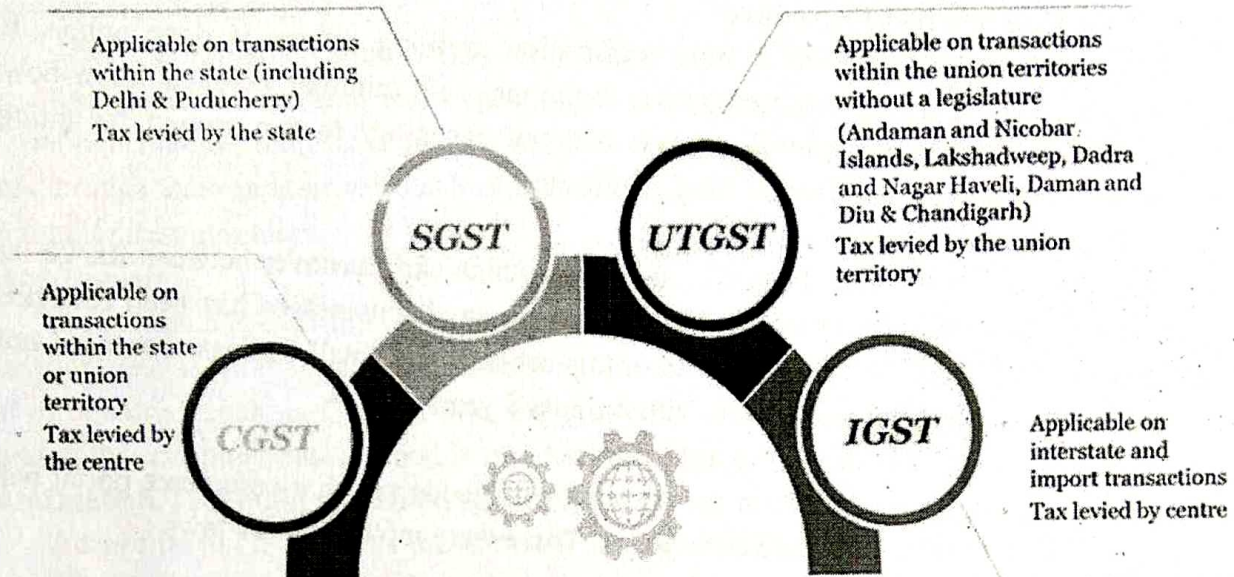 Applicable on transactions
within the state (including
Delhi & Puducherry)
Tax levied by the state
Applicable on transactions
within the union territories
without a legislature
(Andaman and Nicobar
Islands, Lakshadweep, Dadra
and Nagar Haveli, Daman and
Diu & Chandigarh)
Tax levied by the union
territory
SGST
UTGST
Applicable on
transactions
within the state
or union
territory
Tax levied by
the centre
CGST
IGST
Applicable on
interstate and
import transactions
Tax levied by centre